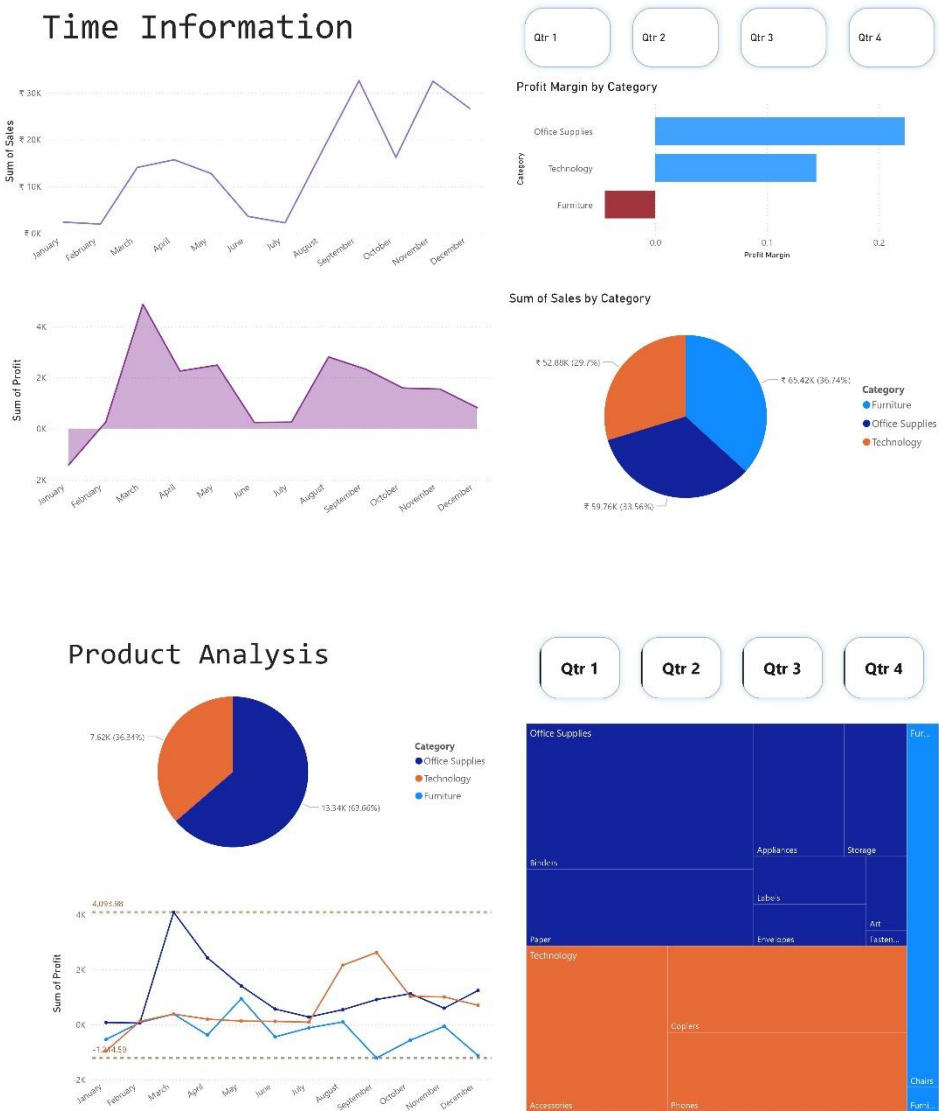 Time Information
Qtr 1
Qtr 2
Qtr 3
Qtr 4
Sum of Sales
₹ 30K
₹ 20K
₹ 10K
₹ 0K
January
February
March
April
May
June
July
August
September
October
November
December
Profit Margin by Category
Category
Office Supplies
Technology
Furniture
0.0
0.1
0.2
Profit Margin
Sum of Profit
4K
2K
0K
2K
January
February
March
April
May
June
July
August
September
October
November
December
Sum of Sales by Category
₹ 52.88K (29.7%)
₹ 65.42K (36.74%)
₹ 59.76K (33.56%)
Category
Furniture
Office Supplies
Technology
Product Analysis
Qtr 1
Qtr 2
Qtr 3
Qtr 4
7.62K (36.34%)
13.34K (63.66%)
Category
Office Supplies
Technology
Furniture
Sum of Profit
4,093.98
4K
2K
0K
-2K
January
February
March
April
May
June
July
August
September
October
November
December
Office Supplies
Binders
Paper
Appliances
Storage
Labels
Envelopes
Art
Fasten...
Technology
Accessories
Copiers
Phones
Fur...
Chairs
Furni...